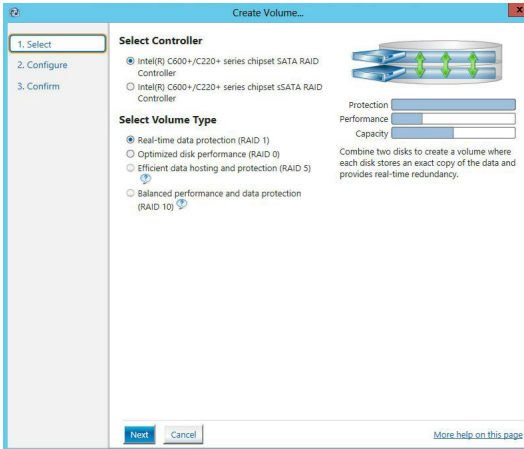 Create Volume...
x
1. Select
2. Configure
3. Confirm
Select Controller
Intel(R) C600+/C220+ series chipset SATA RAID
Controller
Intel(R) C600+/C220+ series chipset sSATA RAID
Controller
Select Volume Type
Real-time data protection (RAID 1)
Optimized disk performance (RAID 0)
Efficient data hosting and protection (RAID 5)
?
Balanced performance and data protection
(RAID 10) ?
Protection
Performance
Capacity
Combine two disks to create a volume where
each disk stores an exact copy of the data and
provides real-time redundancy.
Next
Cancel
More help on this page